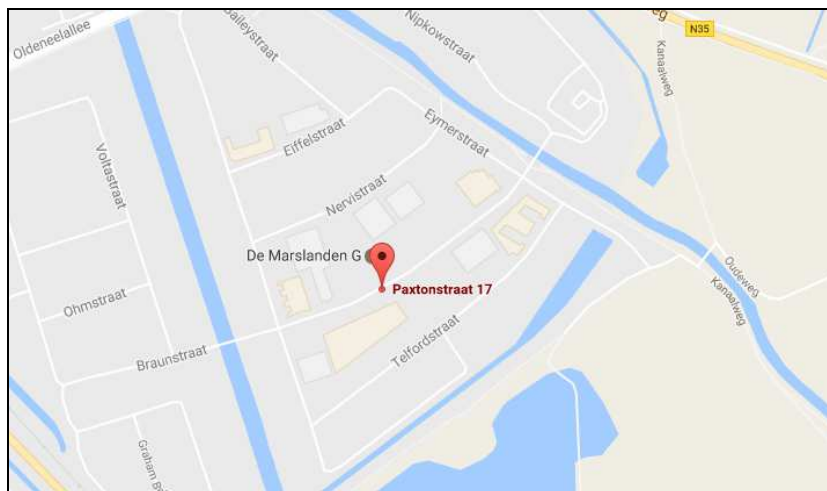 Oldeneelallee
Baileystraat
Nipkowstraat
N35
Kanaalweg
Voltastraat
Eiffelstraat
Eymerstraat
Nervistraat
De Marslanden G
Paxtonstraat 17
Oudeweg
Kanaalweg
Ohmstraat
Braunstraat
Telfordstraat
Graham